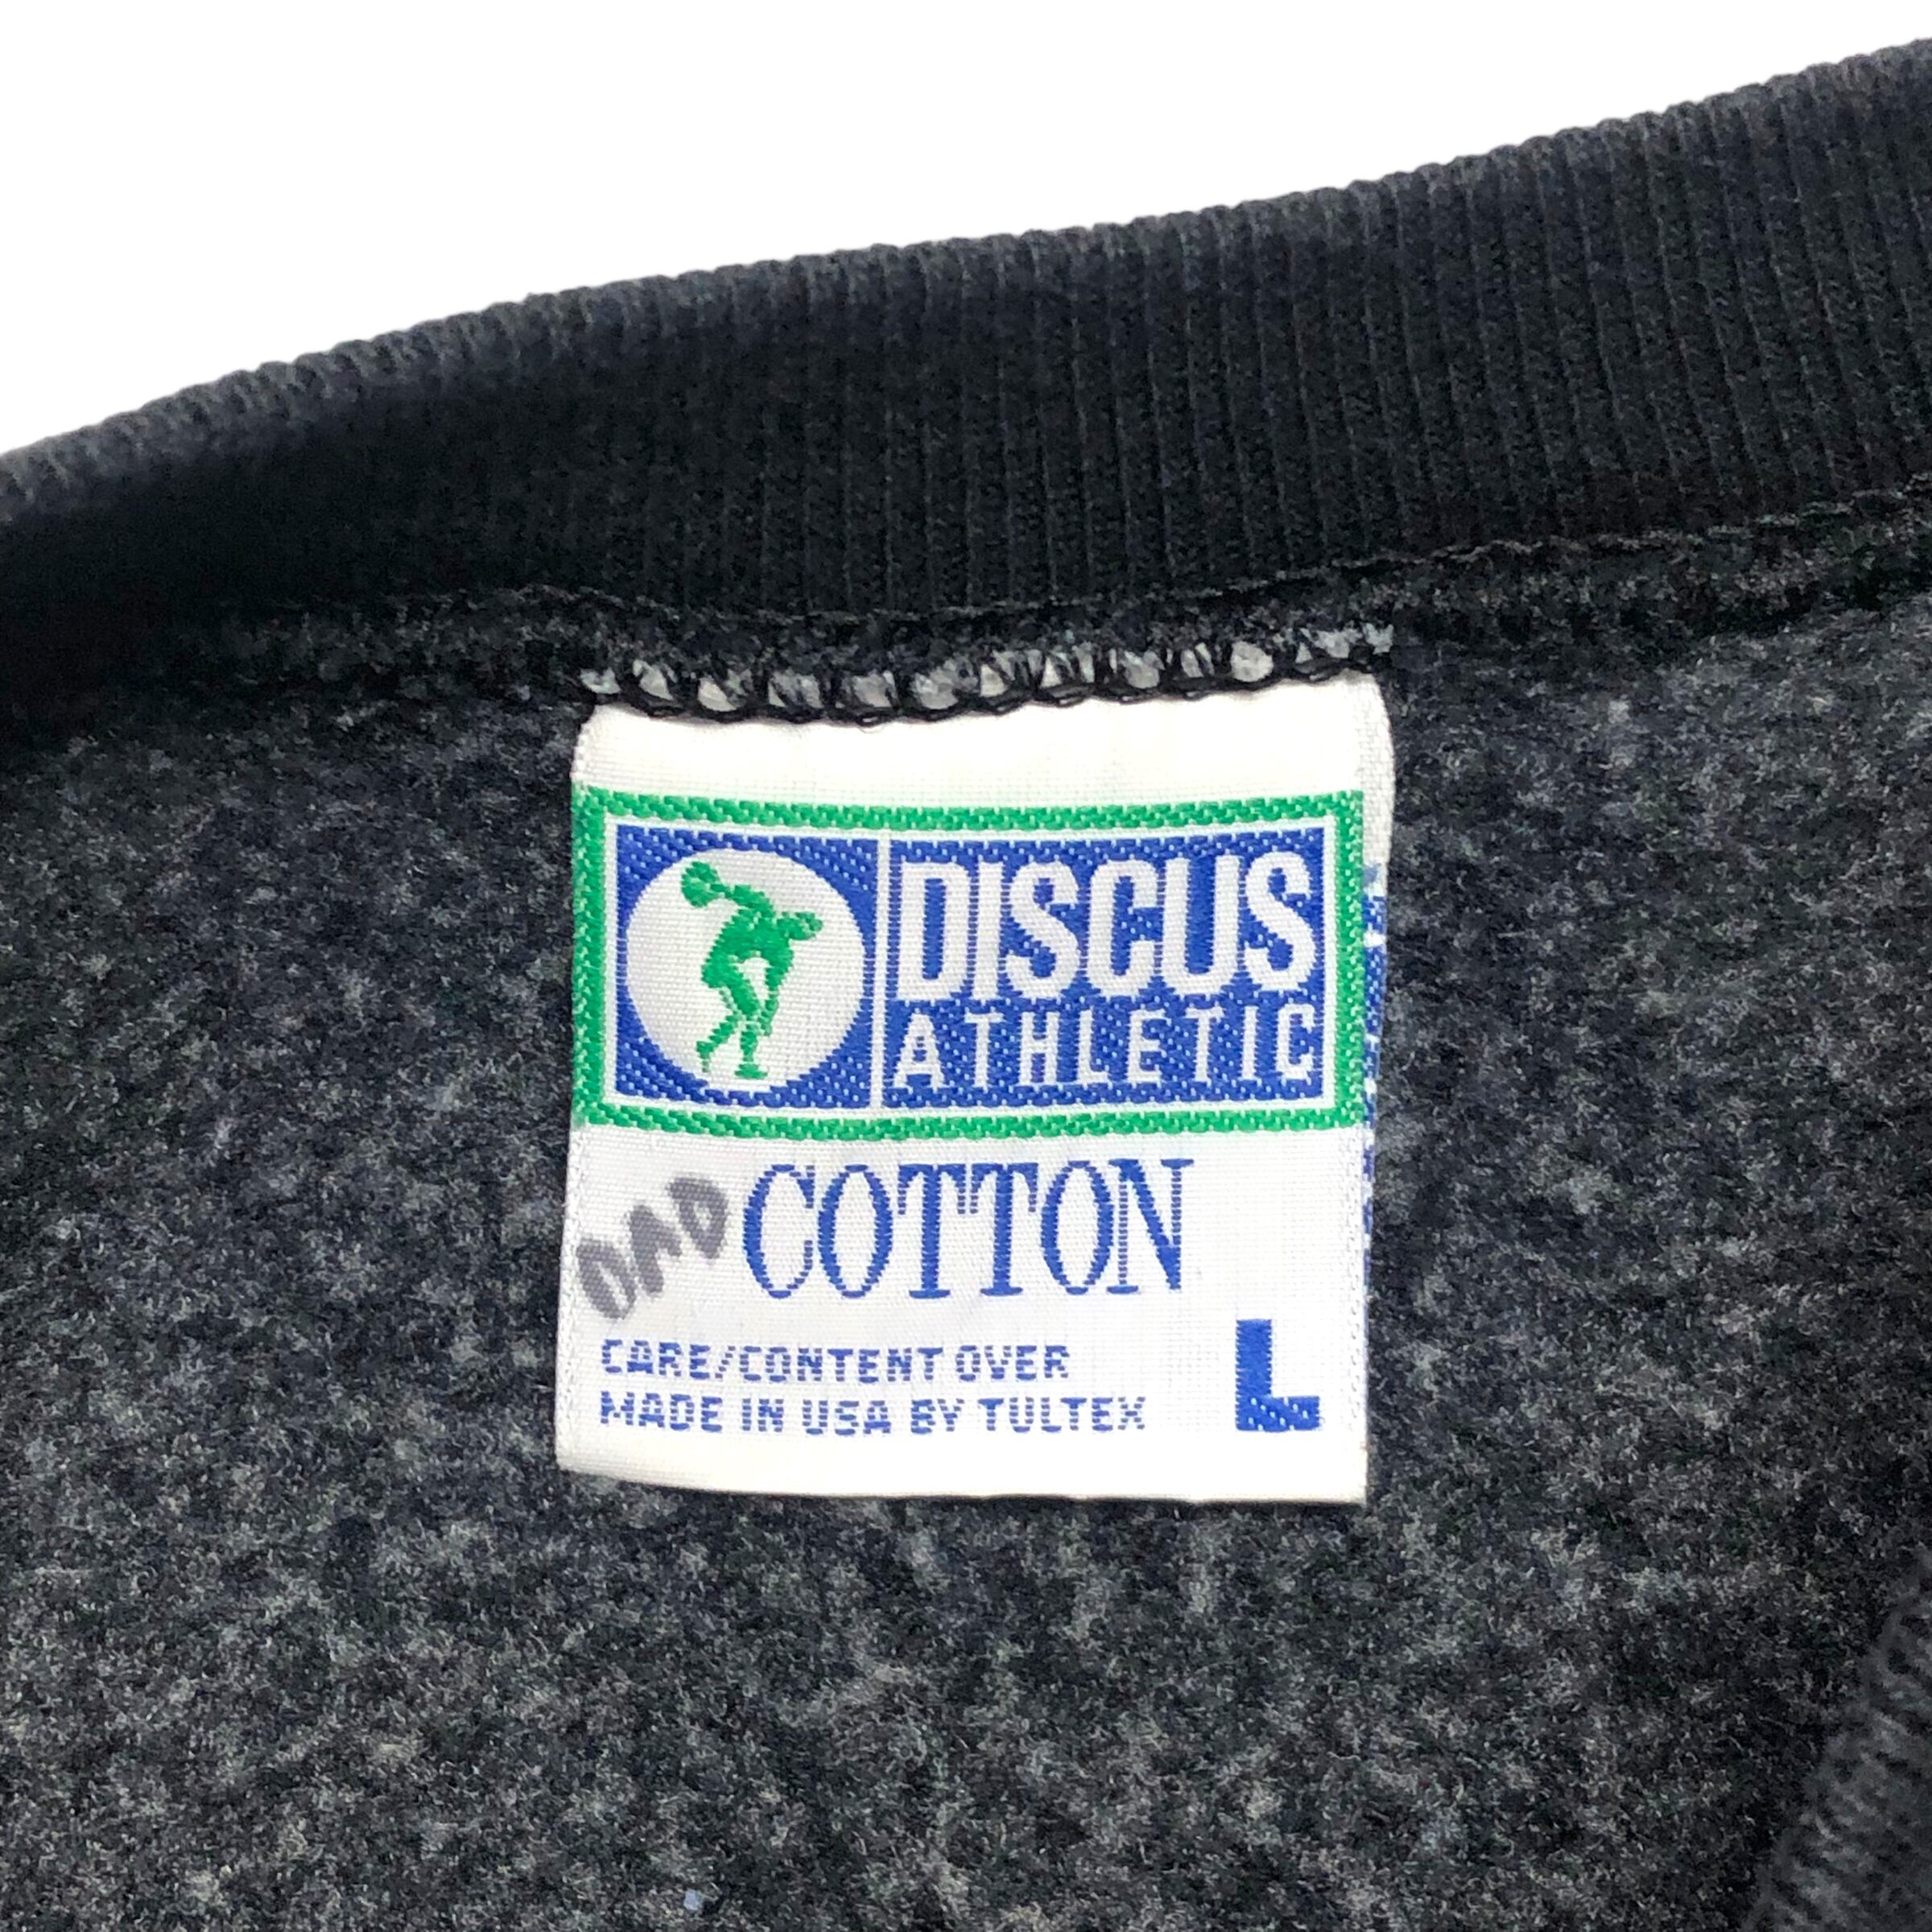 DISCUS
ATHLETIC
DAD COTTON
CARE/CONTENT OVER
MADE IN USA BY TULTEX
L